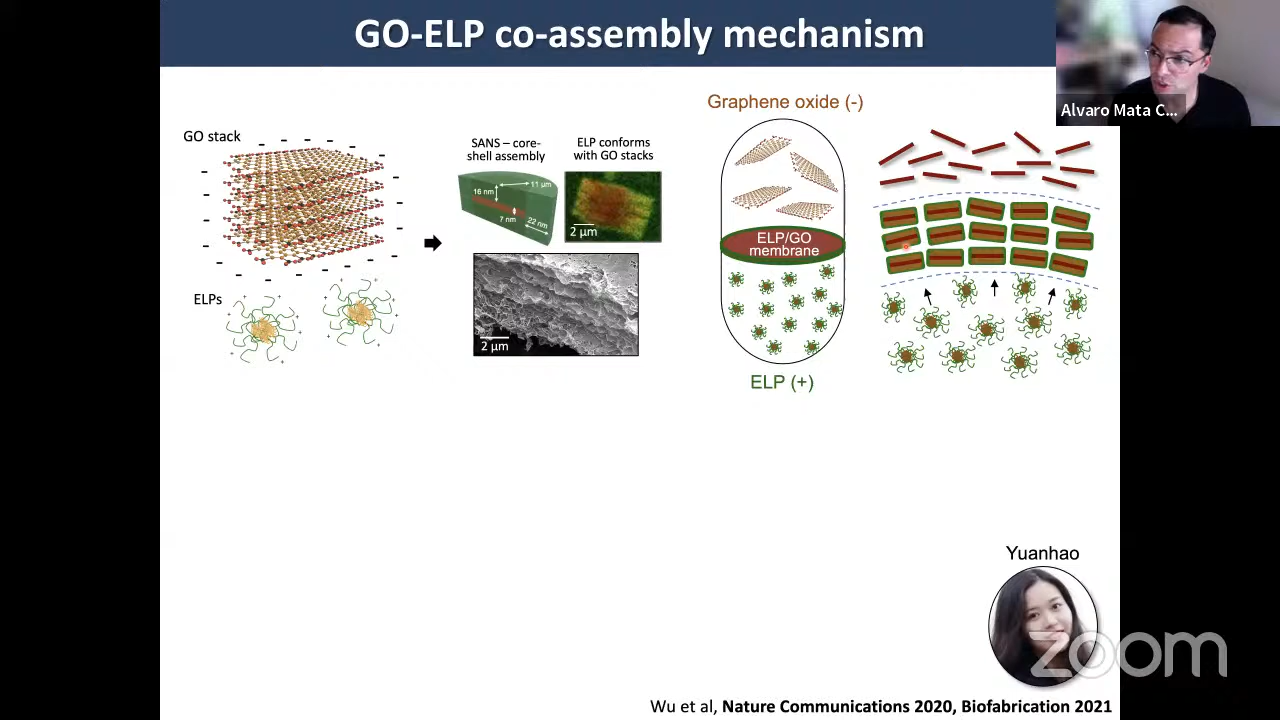 GO-ELP co-assembly mechanism
Alvaro Mata C...
GO stack
ELPs
SANS – core-
shell assembly
16 nm
11 µm
7 nm
22 nm
ELP conforms
with GO stacks
2 µm
2 µm
Graphene oxide (-)
ELP/GO
membrane
ELP (+)
Yuanhao
zoom
Wu et al, Nature Communications 2020, Biofabrication 2021